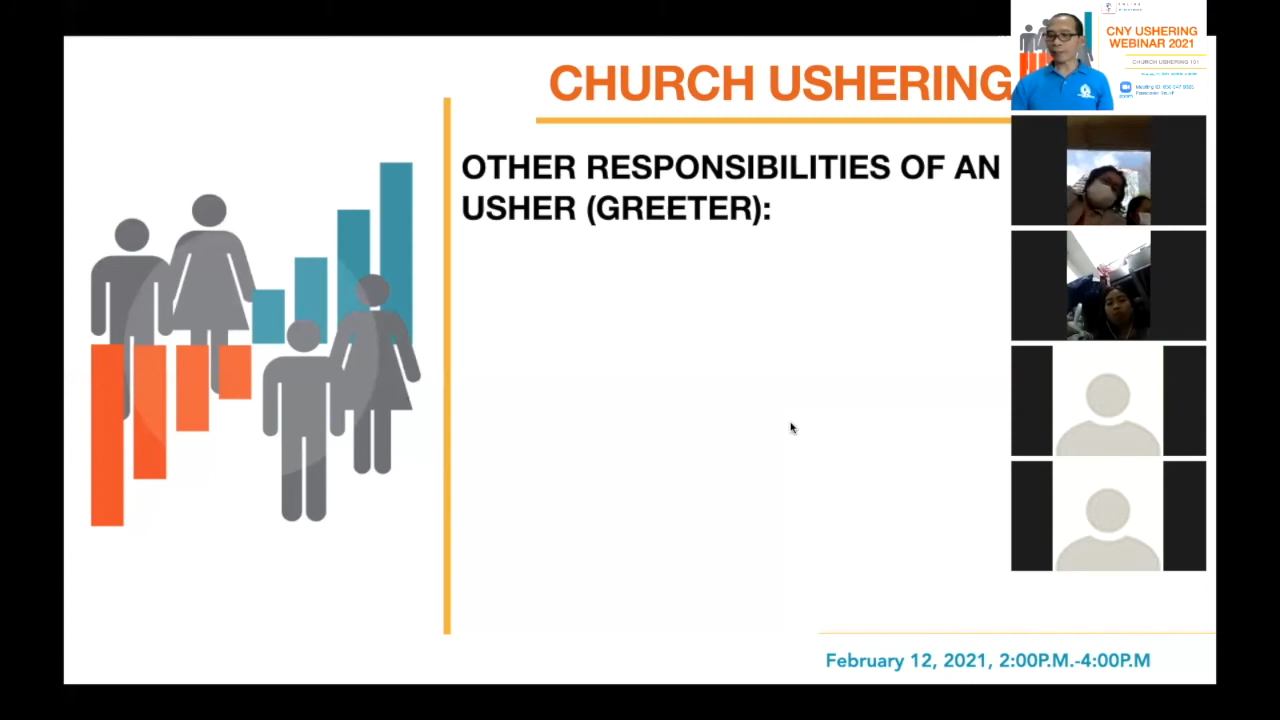 CHURCH USHERING
OTHER RESPONSIBILITIES OF AN
USHER (GREETER):
February 12, 2021, 2:00P.M.-4:00P.M
CNY USHERING
WEBINAR 2021
CHURCH USHERING 101
zoom